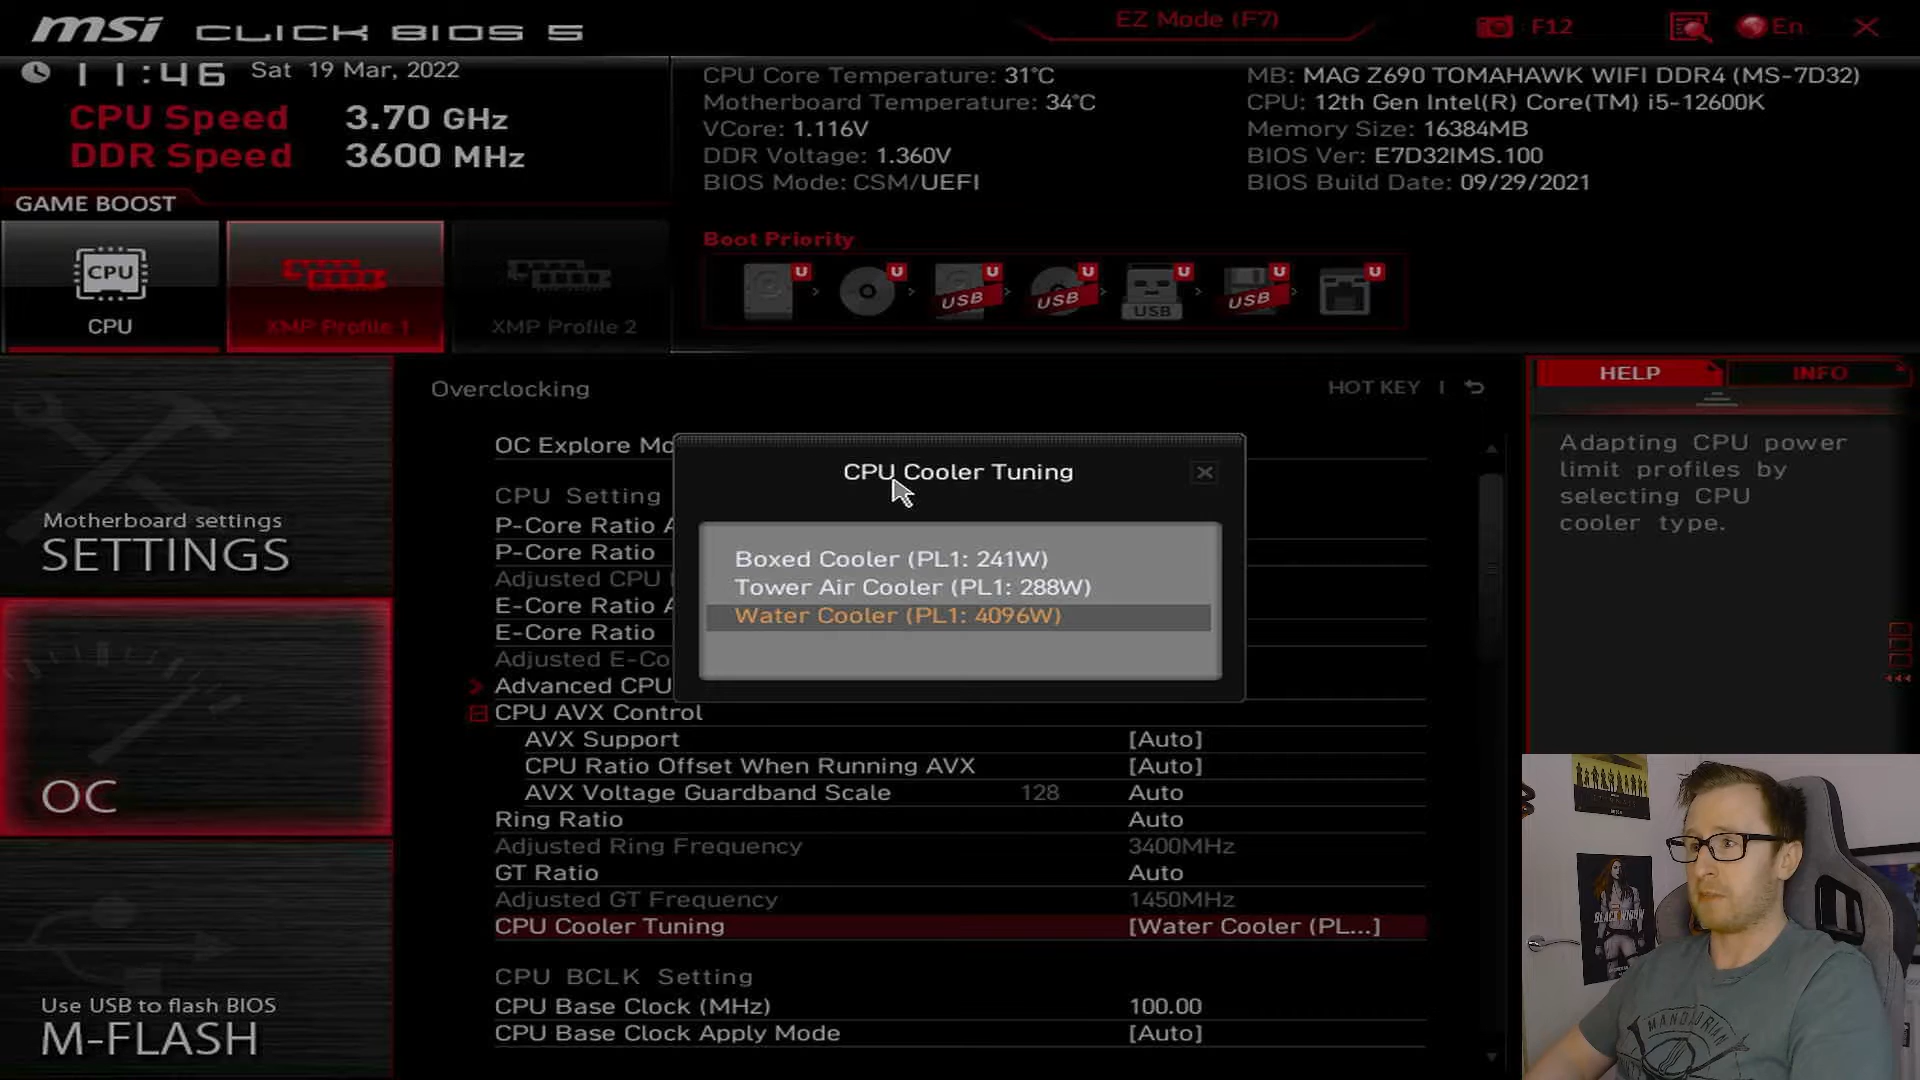 msi CLICK BIOS 5
EZ Mode (F7)
F12
En
11:46 Sat 19 Mar, 2022
CPU Speed 3.70 GHz
DDR Speed 3600 MHz
CPU Core Temperature: 31°C
Motherboard Temperature: 34°C
VCore: 1.116V
DDR Voltage: 1.360V
BIOS Mode: CSM/UEFI
MB: MAG Z690 TOMAHAWK WIFI DDR4 (MS-7D32)
CPU: 12th Gen Intel(R) Core(TM) i5-12600K
Memory Size: 16384MB
BIOS Ver: E7D32IMS.100
BIOS Build Date: 09/29/2021
GAME BOOST
CPU
CPU
XMP Profile 1
XMP Profile 2
Boot Priority
U U U U U U U
USB USB USB USB
Motherboard settings
SETTINGS
OC
Use USB to flash BIOS
M-FLASH
Overclocking
HOT KEY
OC Explore Mo
CPU Setting
P-Core Ratio A
P-Core Ratio
Adjusted CPU
E-Core Ratio A
E-Core Ratio
Adjusted E-Co
Advanced CPU
CPU AVX Control
AVX Support [Auto]
CPU Ratio Offset When Running AVX [Auto]
AVX Voltage Guardband Scale 128 Auto
Ring Ratio Auto
Adjusted Ring Frequency 3400MHz
GT Ratio Auto
Adjusted GT Frequency 1450MHz
CPU Cooler Tuning [Water Cooler (PL...]
CPU BCLK Setting
CPU Base Clock (MHz) 100.00
CPU Base Clock Apply Mode [Auto]
CPU Cooler Tuning
Boxed Cooler (PL1: 241W)
Tower Air Cooler (PL1: 288W)
Water Cooler (PL1: 4096W)
HELP
INFO
Adapting CPU power
limit profiles by
selecting CPU
cooler type.
BLACK WIDOW
MANDALORIAN